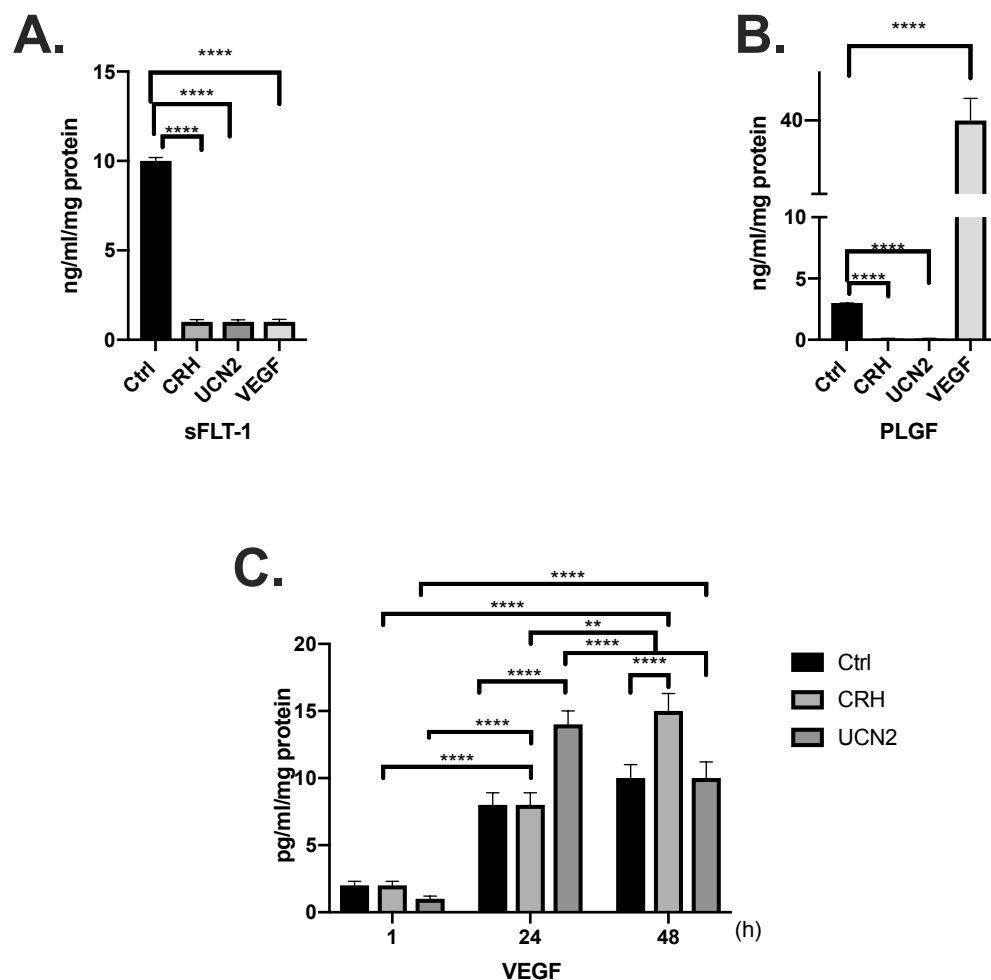 A.
****
****
****
15
10
5
0
ng/ml/mg protein
Ctrl
CRH
UCN2
VEGF
sFLT-1
B.
****
40
10
5
0
****
****
ng/ml/mg protein
Ctrl
CRH
UCN2
VEGF
PLGF
C.
****
****
**
****
****
****
****
****
20
15
10
5
0
pg/ml/mg protein
1
24
48
(h)
VEGF
Ctrl
CRH
UCN2